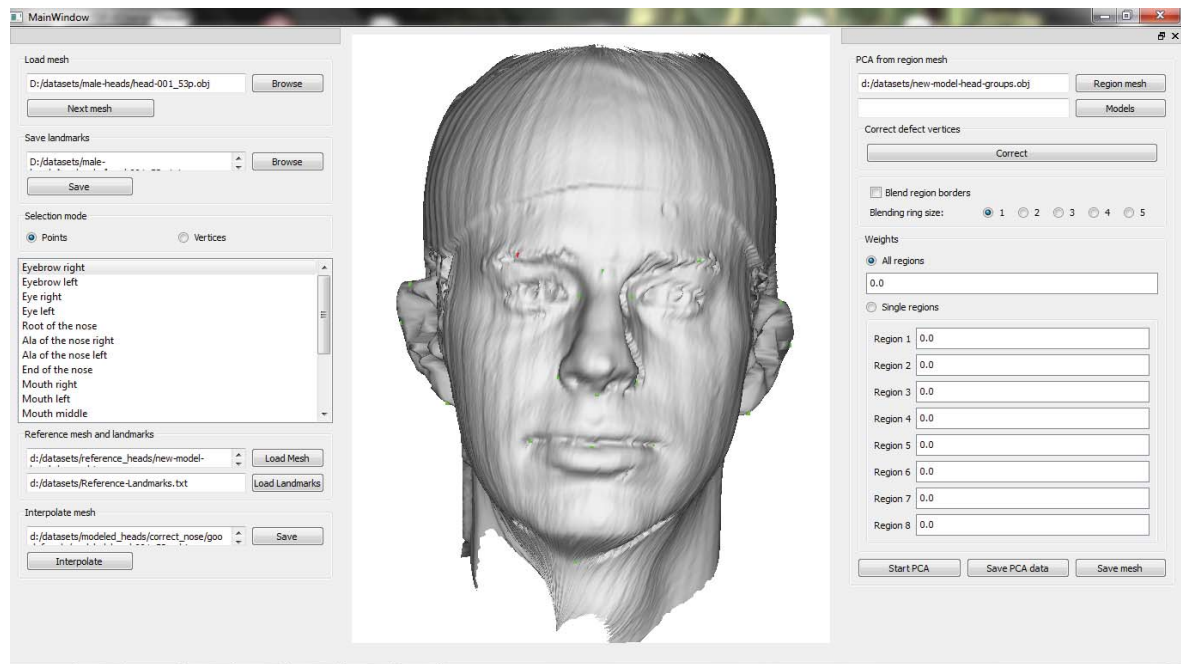 MainWindow
Load mesh
D:/datasets/male-heads/head-001_53p.obj
Browse
Next mesh
Save landmarks
D:/datasets/male-
Browse
Save
Selection mode
Points
Vertices
Eyebrow right
Eyebrow left
Eye right
Eye left
Root of the nose
Ala of the nose right
Ala of the nose left
End of the nose
Mouth right
Mouth left
Mouth middle
Reference mesh and landmarks
d:/datasets/reference_heads/new-model-
Load Mesh
d:/datasets/Reference-Landmarks.txt
Load Landmarks
Interpolate mesh
d:/datasets/modeled_heads/correct_nose/goo
Save
Interpolate
PCA from region mesh
d:/datasets/new-model-head-groups.obj
Region mesh
Models
Correct defect vertices
Correct
Blend region borders
Blending ring size: 1 2 3 4 5
Weights
All regions
0.0
Single regions
Region 1 0.0
Region 2 0.0
Region 3 0.0
Region 4 0.0
Region 5 0.0
Region 6 0.0
Region 7 0.0
Region 8 0.0
Start PCA
Save PCA data
Save mesh